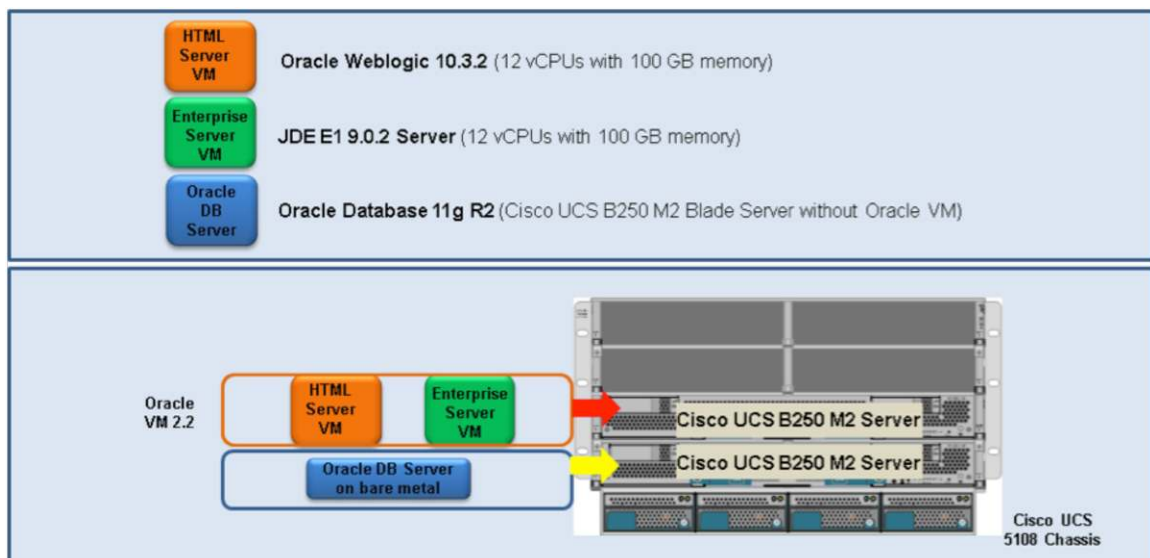 HTML
Server
VM
Oracle Weblogic 10.3.2 (12 vCPUs with 100 GB memory)
Enterprise
Server
VM
JDE E1 9.0.2 Server (12 vCPUs with 100 GB memory)
Oracle
DB
Server
Oracle Database 11g R2 (Cisco UCS B250 M2 Blade Server without Oracle VM)
Oracle
VM 2.2
HTML
Server
VM
Enterprise
Server
VM
Cisco UCS B250 M2 Server
Oracle DB Server
on bare metal
Cisco UCS B250 M2 Server
Cisco UCS
5108 Chassis